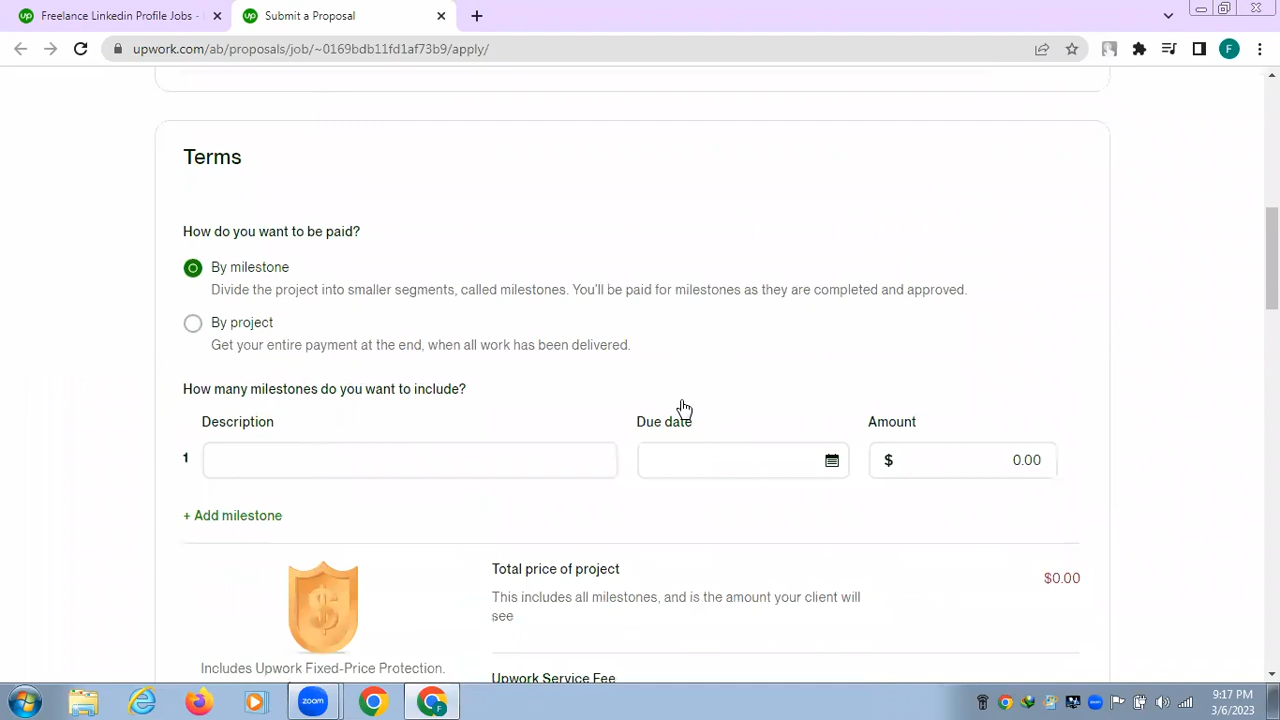 Freelance Linkedin Profile Jobs -
Submit a Proposal
upwork.com/ab/proposals/job/~0169bdb11fd1af73b9/apply/
F
Terms
How do you want to be paid?
By milestone
Divide the project into smaller segments, called milestones. You'll be paid for milestones as they are completed and approved.
By project
Get your entire payment at the end, when all work has been delivered.
How many milestones do you want to include?
Description Due date Amount
1 $ 0.00
+ Add milestone
Total price of project
$0.00
This includes all milestones, and is the amount your client will
see
Includes Upwork Fixed-Price Protection.
Upwork Service Fee
zoom
9:17 PM
3/6/2023